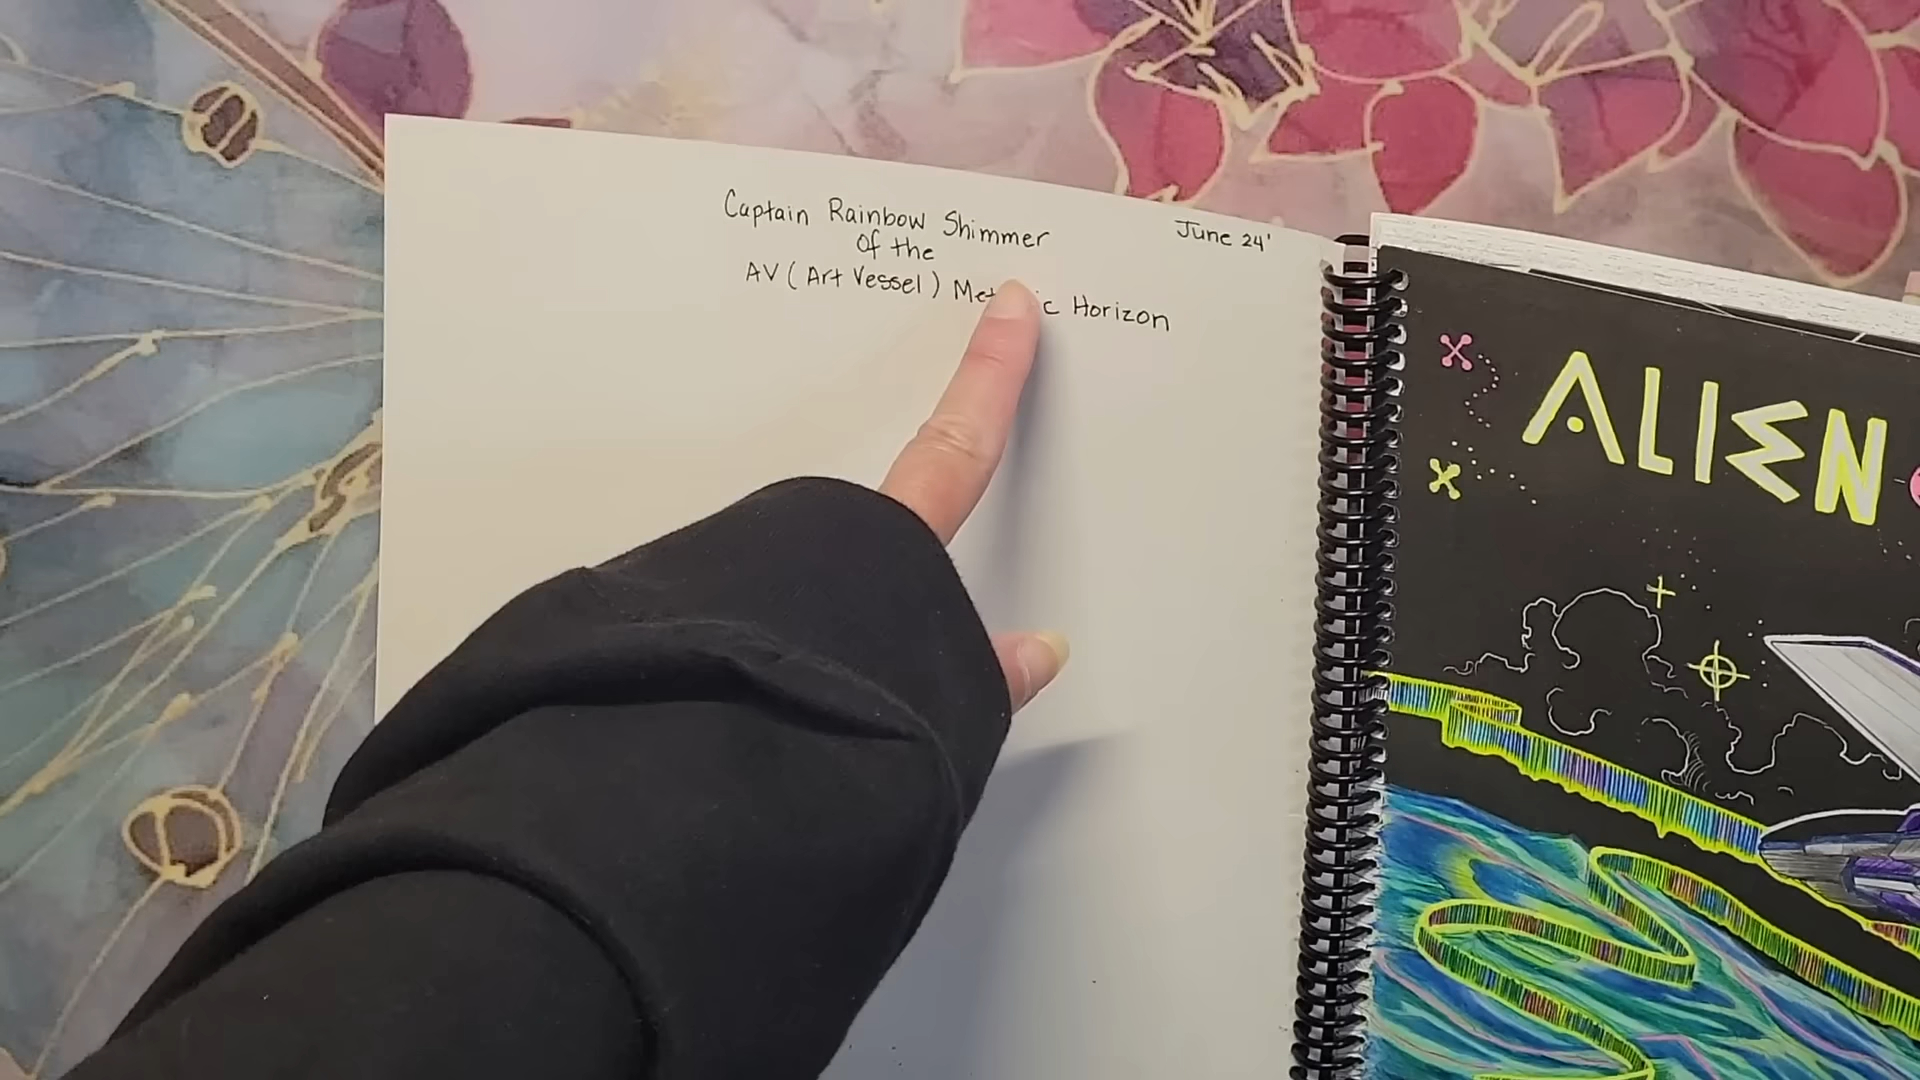 Captain Rainbow Shimmer
Of the
AV (Art Vessel) Horizon
June 24'
ALIEN